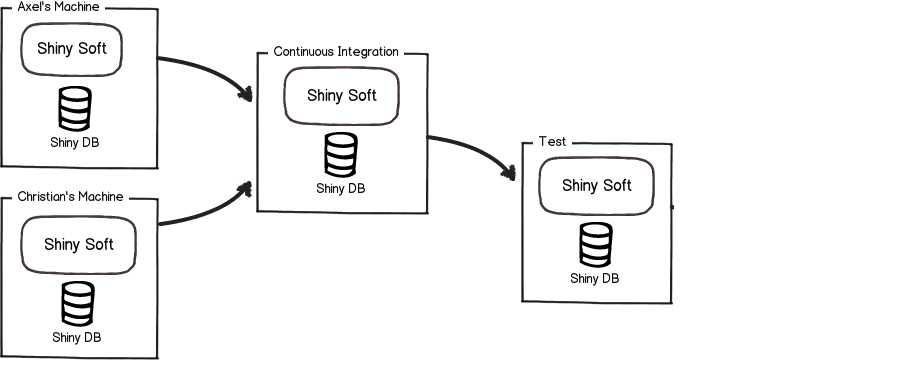 Axel's Machine
Shiny Soft
Shiny DB
Christian's Machine
Shiny Soft
Shiny DB
Continuous Integration
Shiny Soft
Shiny DB
Test
Shiny Soft
Shiny DB